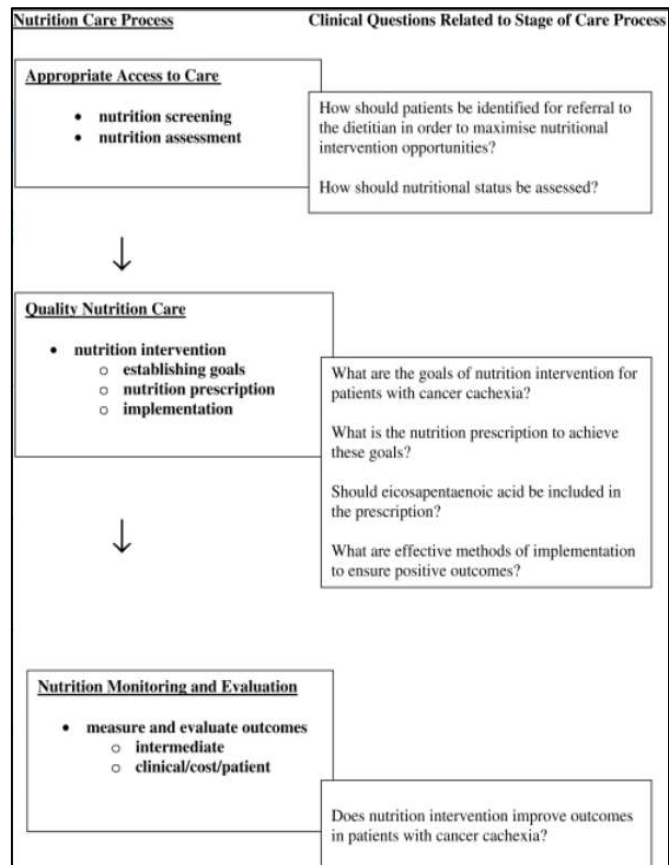 Nutrition Care Process
Clinical Questions Related to Stage of Care Process
Appropriate Access to Care
• nutrition screening
• nutrition assessment
How should patients be identified for referral to
the dietitian in order to maximise nutritional
intervention opportunities?
How should nutritional status be assessed?
↓
Quality Nutrition Care
• nutrition intervention
o establishing goals
o nutrition prescription
o implementation
What are the goals of nutrition intervention for
patients with cancer cachexia?
What is the nutrition prescription to achieve
these goals?
Should eicosapentaenoic acid be included in
the prescription?
What are effective methods of implementation
to ensure positive outcomes?
↓
Nutrition Monitoring and Evaluation
• measure and evaluate outcomes
o intermediate
o clinical/cost/patient
Does nutrition intervention improve outcomes
in patients with cancer cachexia?